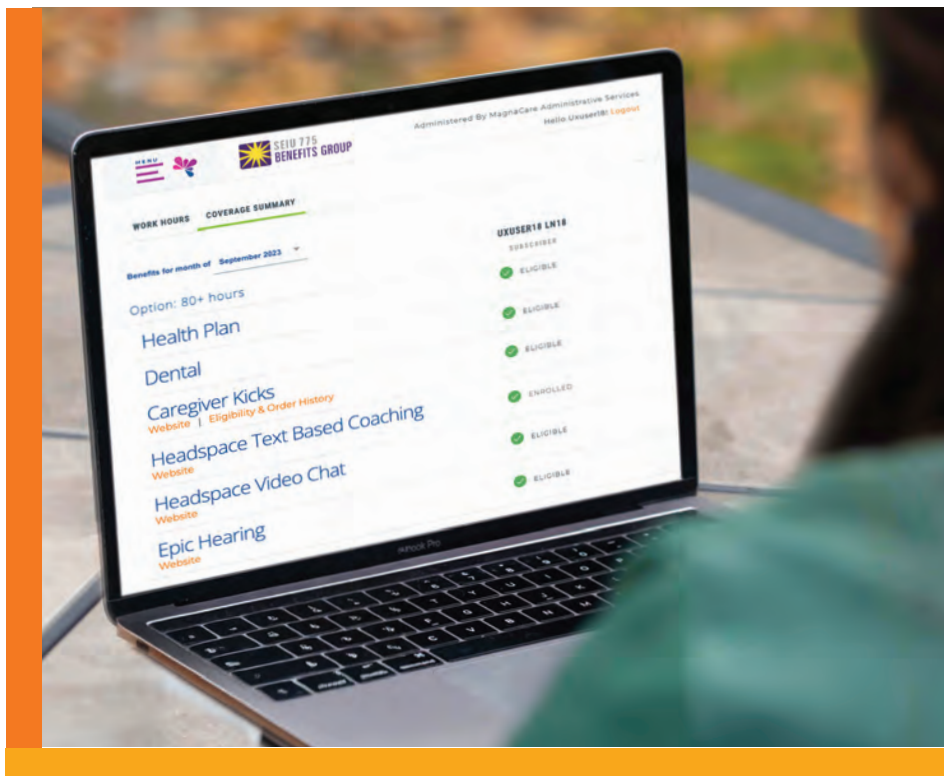 Administered By MagnaCare Administrative Services
Hello Uxuser18! Logout
MENU
SEIU 775
BENEFITS GROUP
WORK HOURS COVERAGE SUMMARY
Benefits for month of September 2023
UXUSER18 LN18
SUBSCRIBER
Option: 80+ hours
Health Plan
ELIGIBLE
Dental
ELIGIBLE
Caregiver Kicks
ELIGIBLE
Website | Eligibility & Order History
Headspace Text Based Coaching
ENROLLED
Website
Headspace Video Chat
ELIGIBLE
Website
Epic Hearing
ELIGIBLE
Website